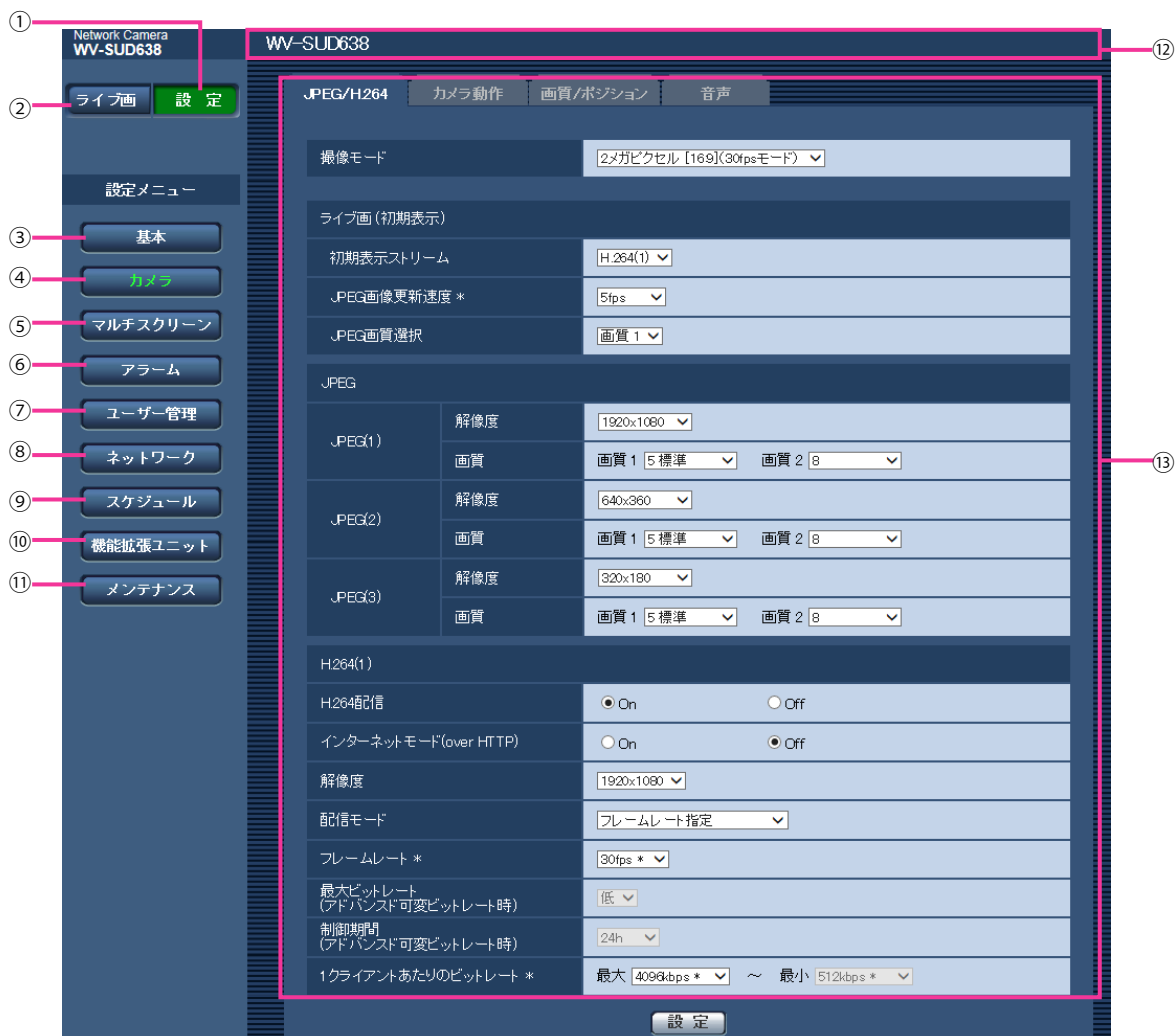 ①
Network Camera
WV-SUD638
WV-SUD638
⑫
② ライブ画 設 定
JPEG/H.264 カメラ動作 画質/ポジション 音声
撮像モード 2メガピクセル [169](30fpsモード)
設定メニュー
ライブ画(初期表示)
③ 基本
初期表示ストリーム H.264(1)
④ カメラ
JPEG画像更新速度 * 5fps
⑤ マルチスクリーン
JPEG画質選択 画質 1
⑥ アラーム
JPEG
⑦ ユーザー管理
JPEG(1) 解像度 1920x1080
⑧ ネットワーク
画質 画質 1 5 標準 画質 2 8
⑬
⑨ スケジュール
JPEG(2) 解像度 640x360
⑩ 機能拡張ユニット
画質 画質 1 5 標準 画質 2 8
⑪ メンテナンス
JPEG(3) 解像度 320x180
画質 画質 1 5 標準 画質 2 8
H.264(1)
H.264配信 On Off
インターネットモード(over HTTP) On Off
解像度 1920x1080
配信モード フレームレート指定
フレームレート * 30fps *
最大ビットレート
(アドバンスド可変ビットレート時) 低
制御期間
(アドバンスド可変ビットレート時) 24h
1クライアントあたりのビットレート * 最大 4096kbps * ～ 最小 512kbps *
設 定